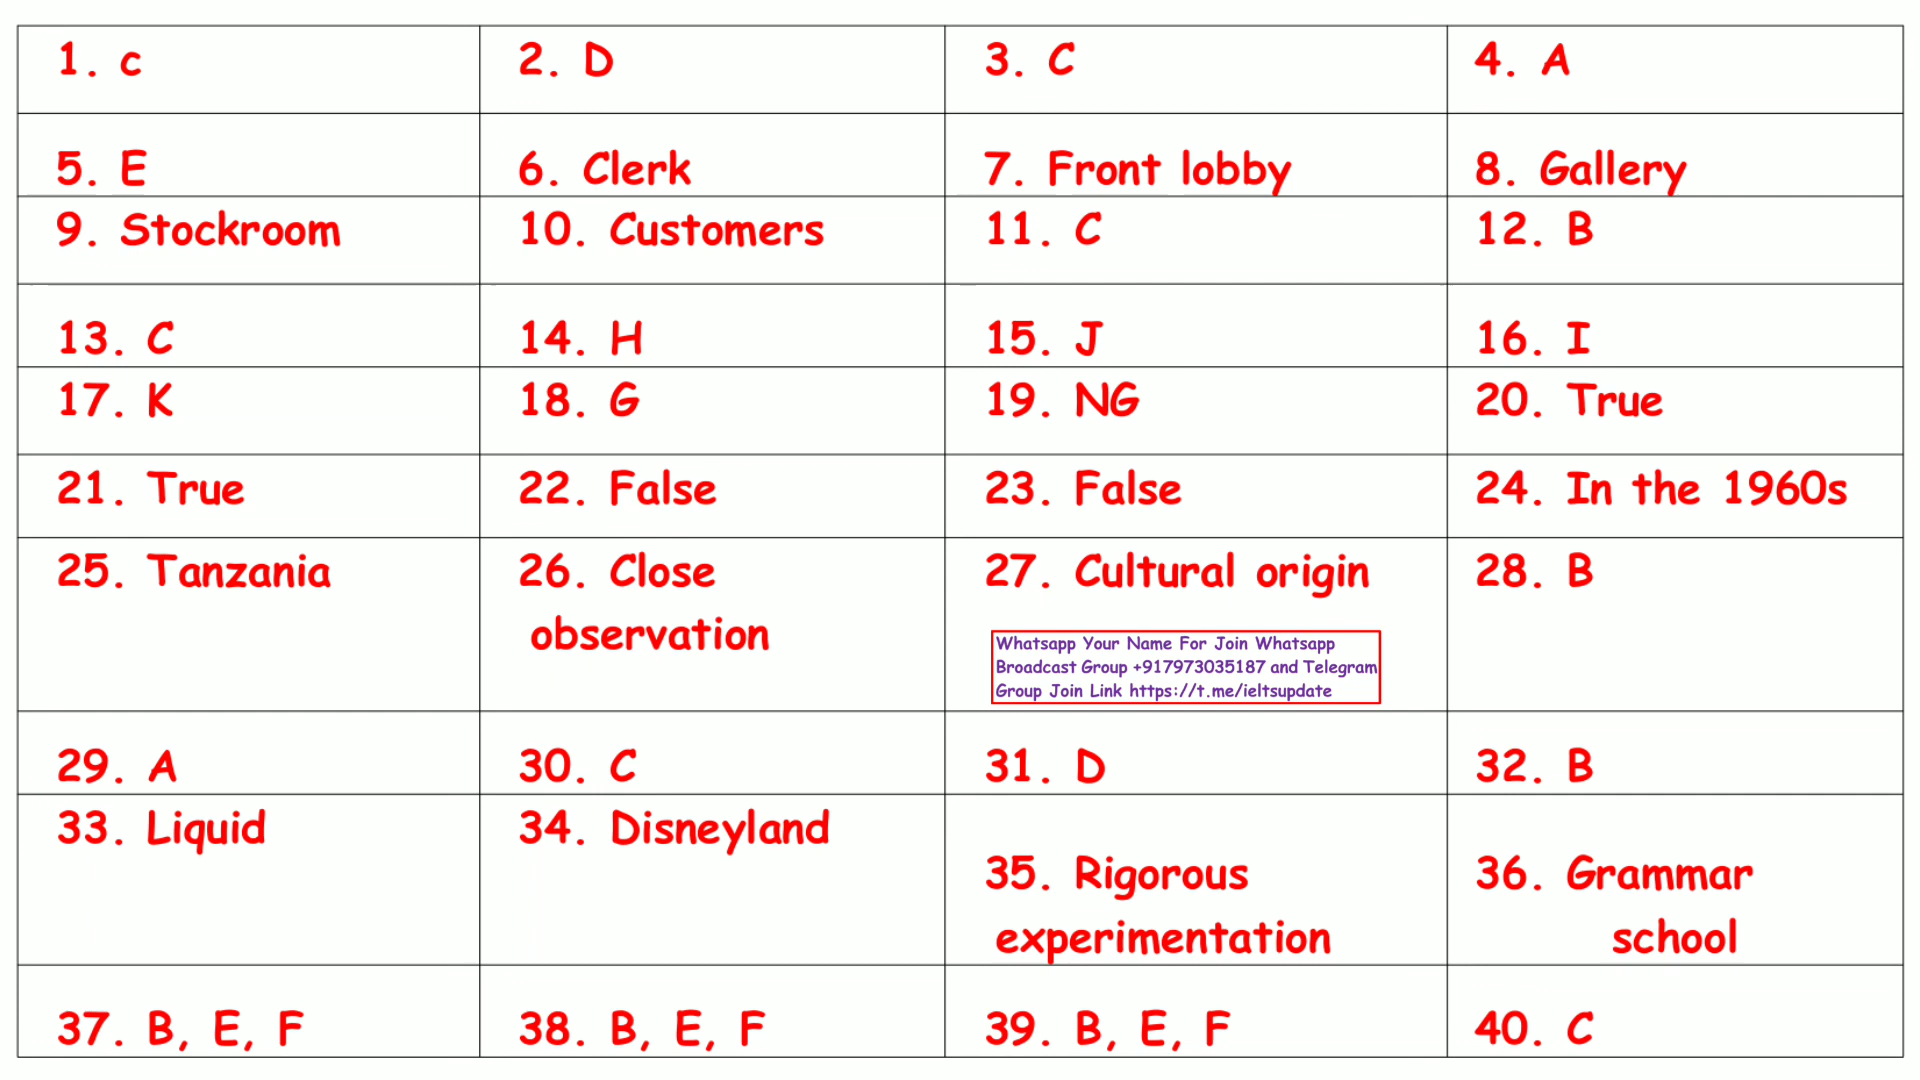 1. c
2. D
3. C
4. A
5. E
6. Clerk
7. Front lobby
8. Gallery
9. Stockroom
10. Customers
11. C
12. B
13. C
14. H
15. J
16. I
17. K
18. G
19. NG
20. True
21. True
22. False
23. False
24. In the 1960s
25. Tanzania
26. Close
observation
27. Cultural origin
Whatsapp Your Name For Join Whatsapp
Broadcast Group +917973035187 and Telegram
Group Join Link https://t.me/ieltsupdate
28. B
29. A
30. C
31. D
32. B
33. Liquid
34. Disneyland
35. Rigorous
experimentation
36. Grammar
school
37. B, E, F
38. B, E, F
39. B, E, F
40. C